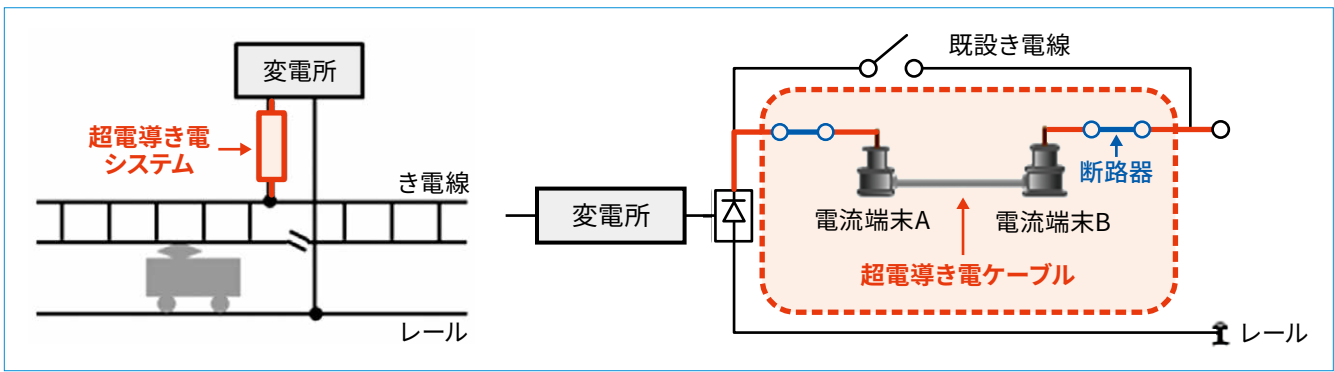 変電所
超電導き電
システム
き電線
レール
既設き電線
断路器
変電所
電流端末A
電流端末B
超電導き電ケーブル
レール